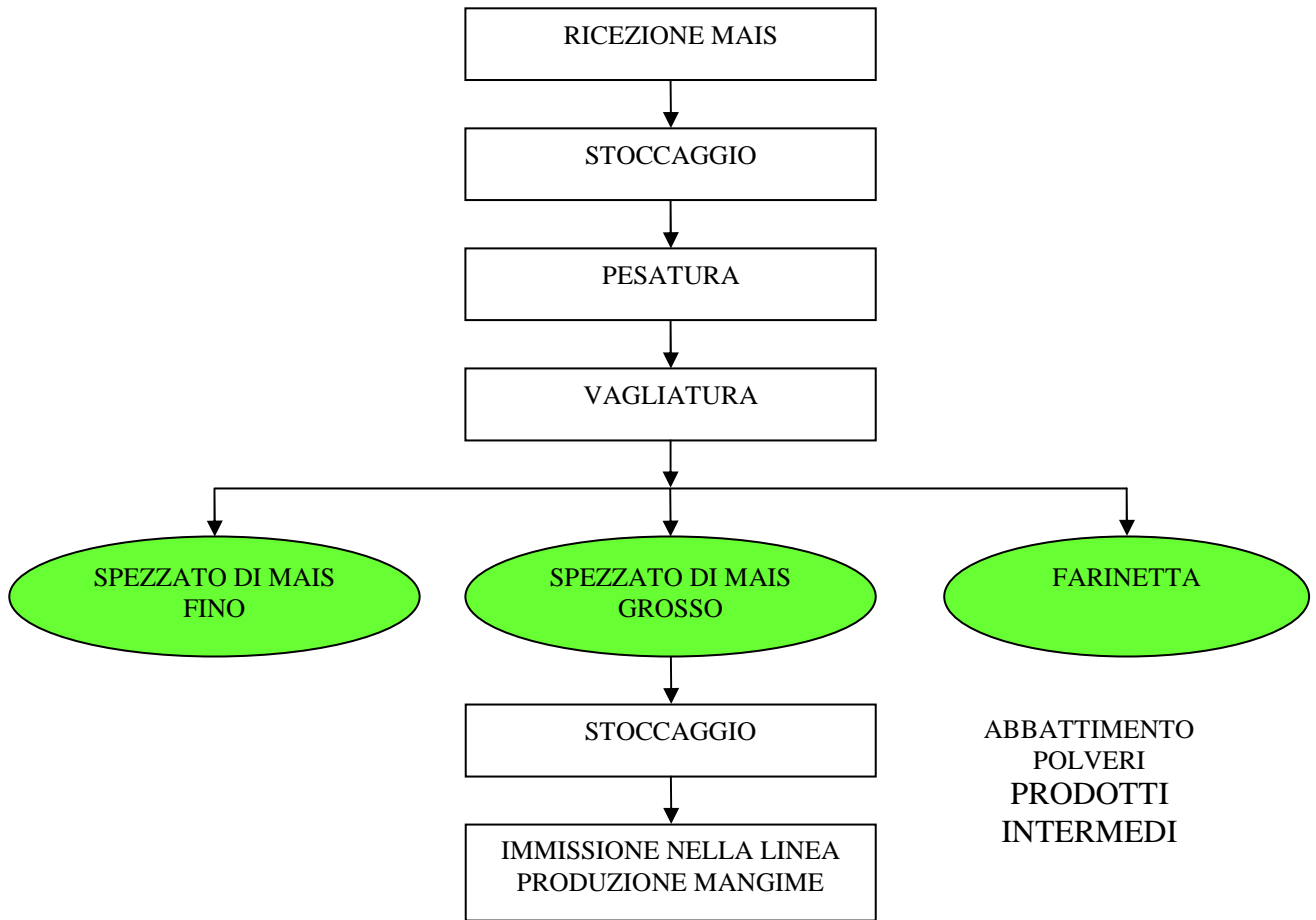 RICEZIONE MAIS
STOCCAGGIO
PESATURA
VAGLIATURA
SPEZZATO DI MAIS
FINO
SPEZZATO DI MAIS
GROSSO
FARINETTA
STOCCAGGIO
ABBATTIMENTO
POLVERI
PRODOTTI
INTERMEDI
IMMISSIONE NELLA LINEA
PRODUZIONE MANGIME